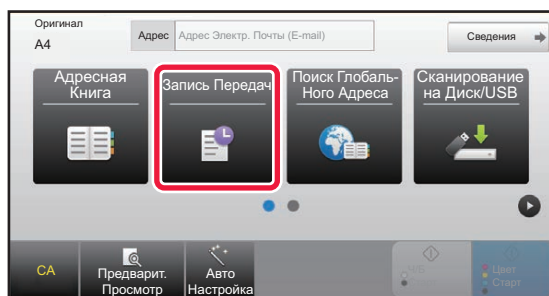 Оригинал
A4
Адрес
Адрес Электр. Почты (E-mail)
Сведения
Адресная
Книга
Запись Передач
Поиск Глобаль-
Ного Адреса
Сканирование
на Диск/USB
CA
Предварит.
Просмотр
Авто
Настройка
Ч/Б
Старт
Цвет
Старт